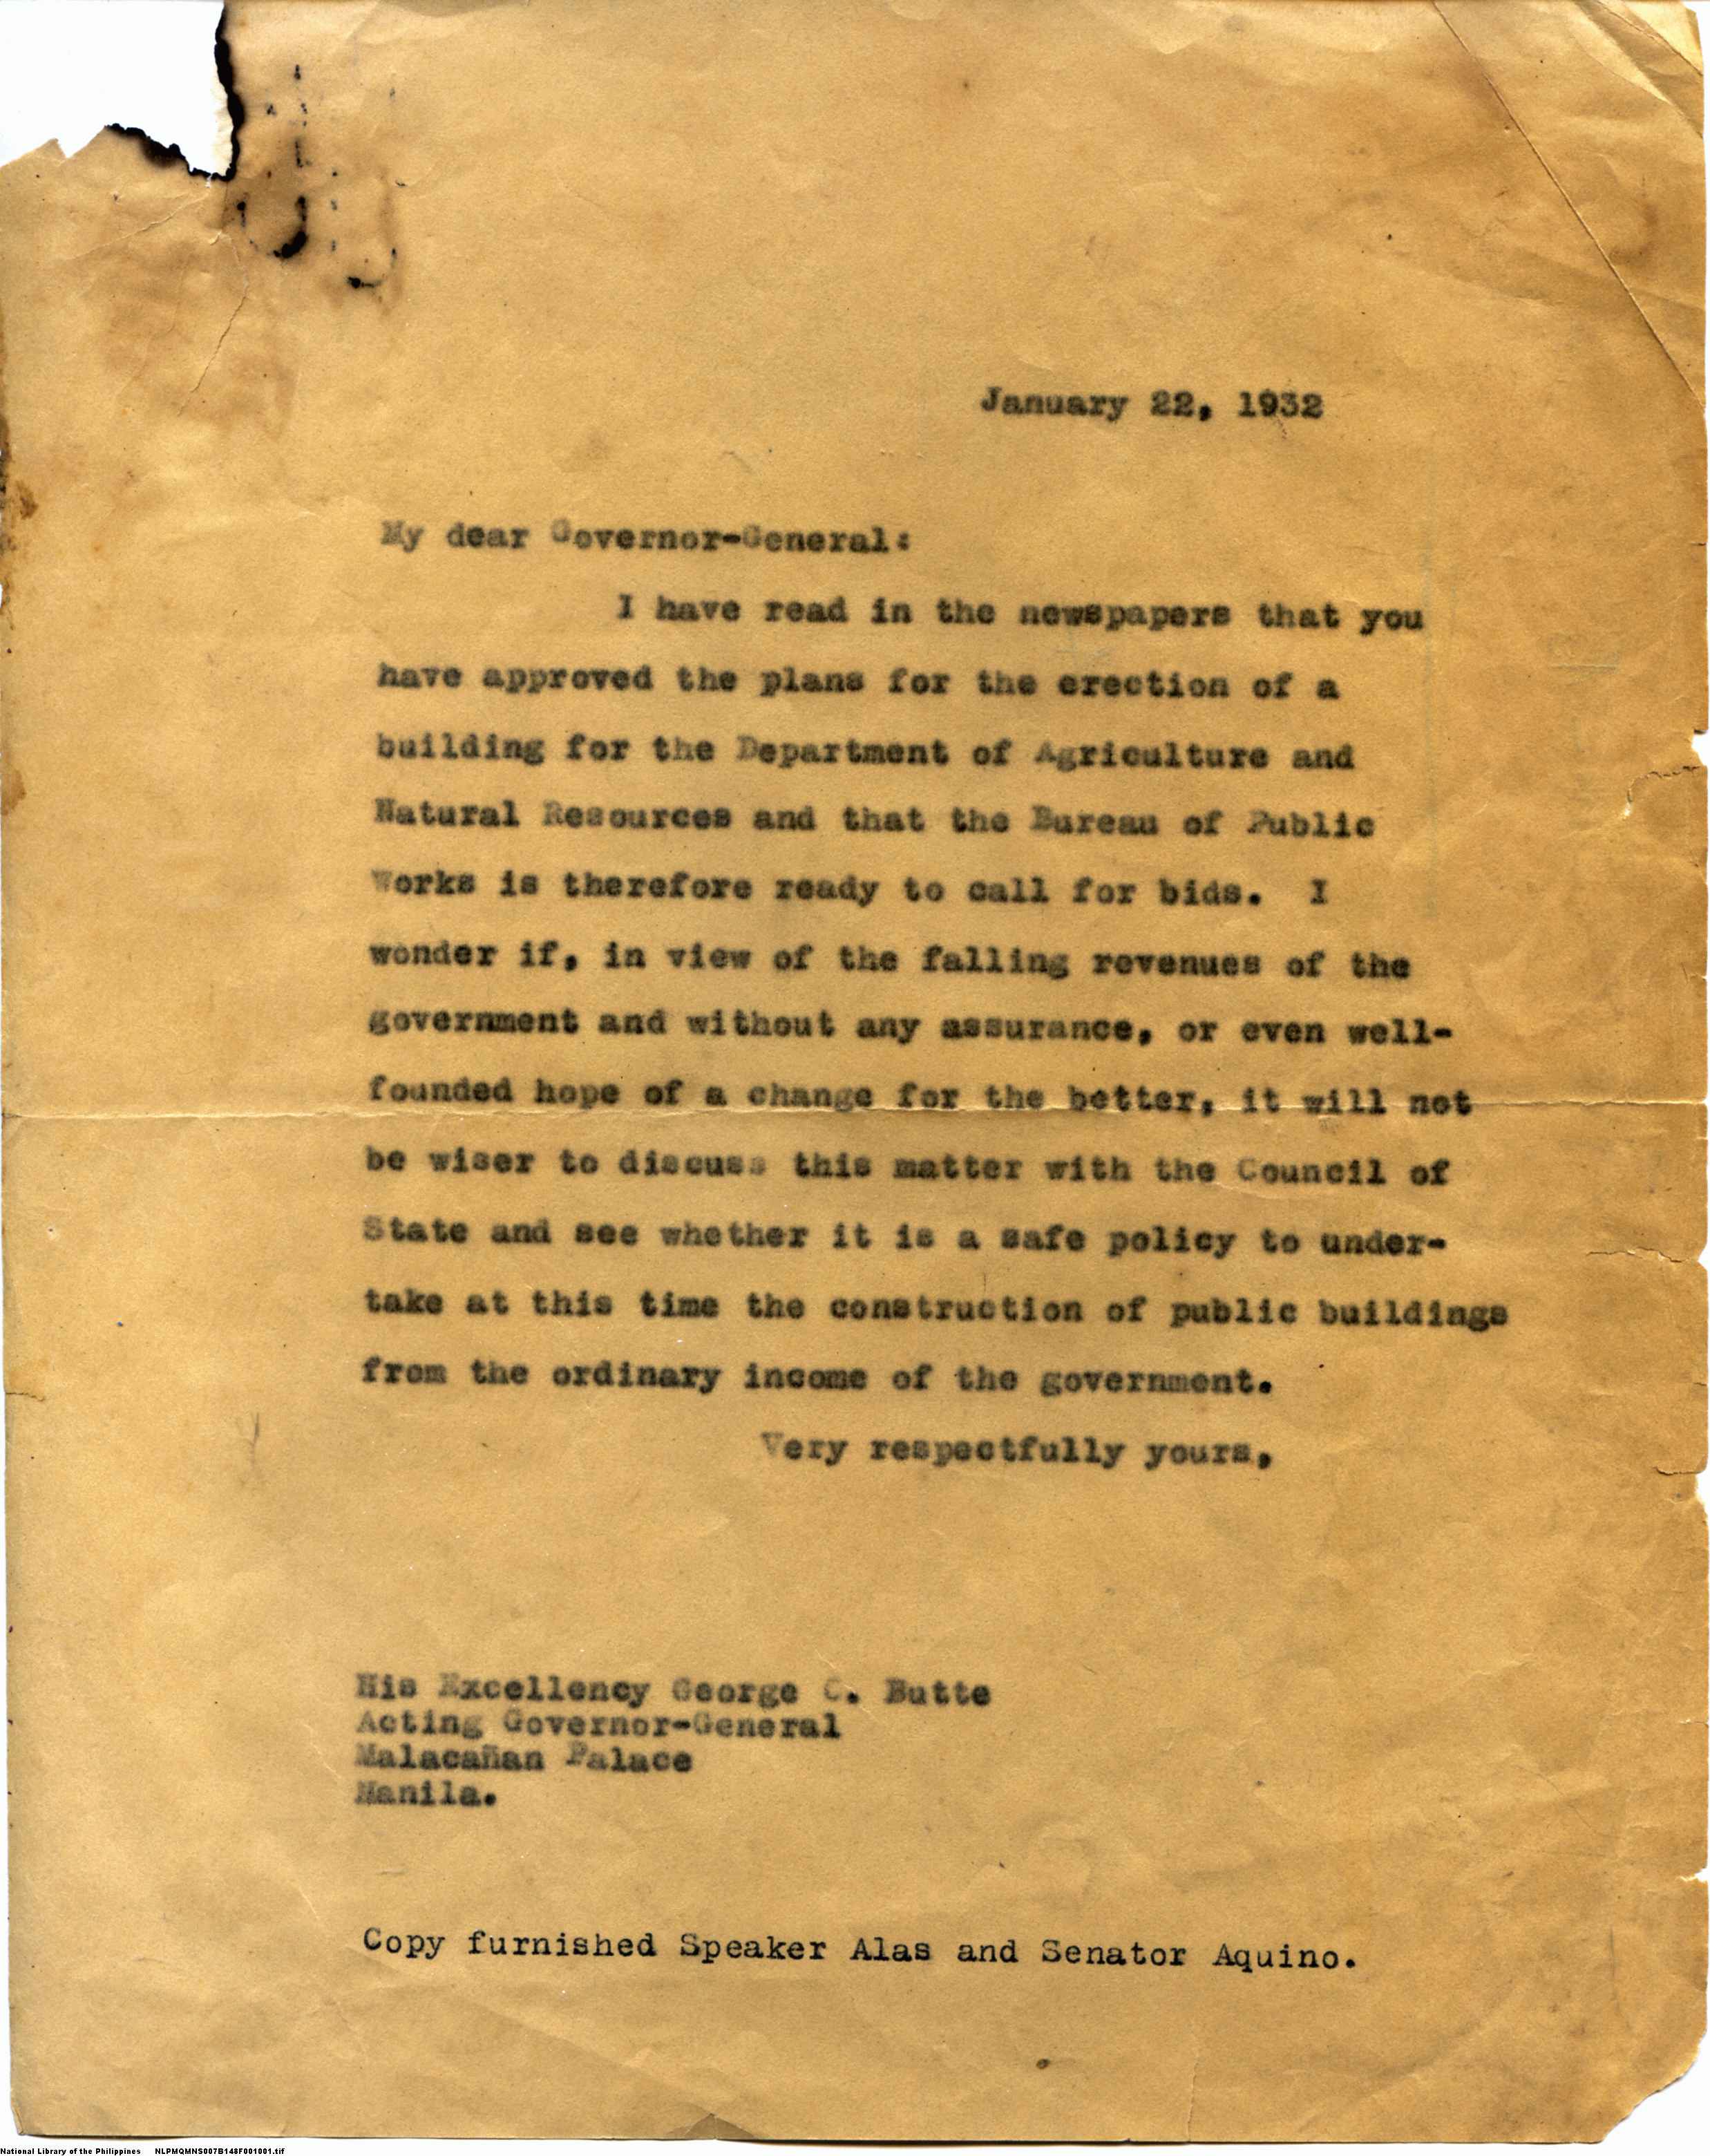 January 22, 1932
My dear Governor-General:
I have read in the newspapers that you
have approved the plans for the erection of a
building for the Department of Agriculture and
Natural Resources and that the Bureau of Public
Works is therefore ready to call for bids. I
wonder if, in view of the falling revenues of the
government and without any assurance, or even well-
founded hope of a change for the better, it will not
be wiser to discuss this matter with the Council of
State and see whether it is a safe policy to under-
take at this time the construction of public buildings
from the ordinary income of the government.
Very respectfully yours,
His Excellency George C. Butte
Acting Governor-General
Malacañan Palace
Manila.
Copy furnished Speaker Alas and Senator Aquino.
National Library of the Philippines NLPMQMNS007B148F001001.tif